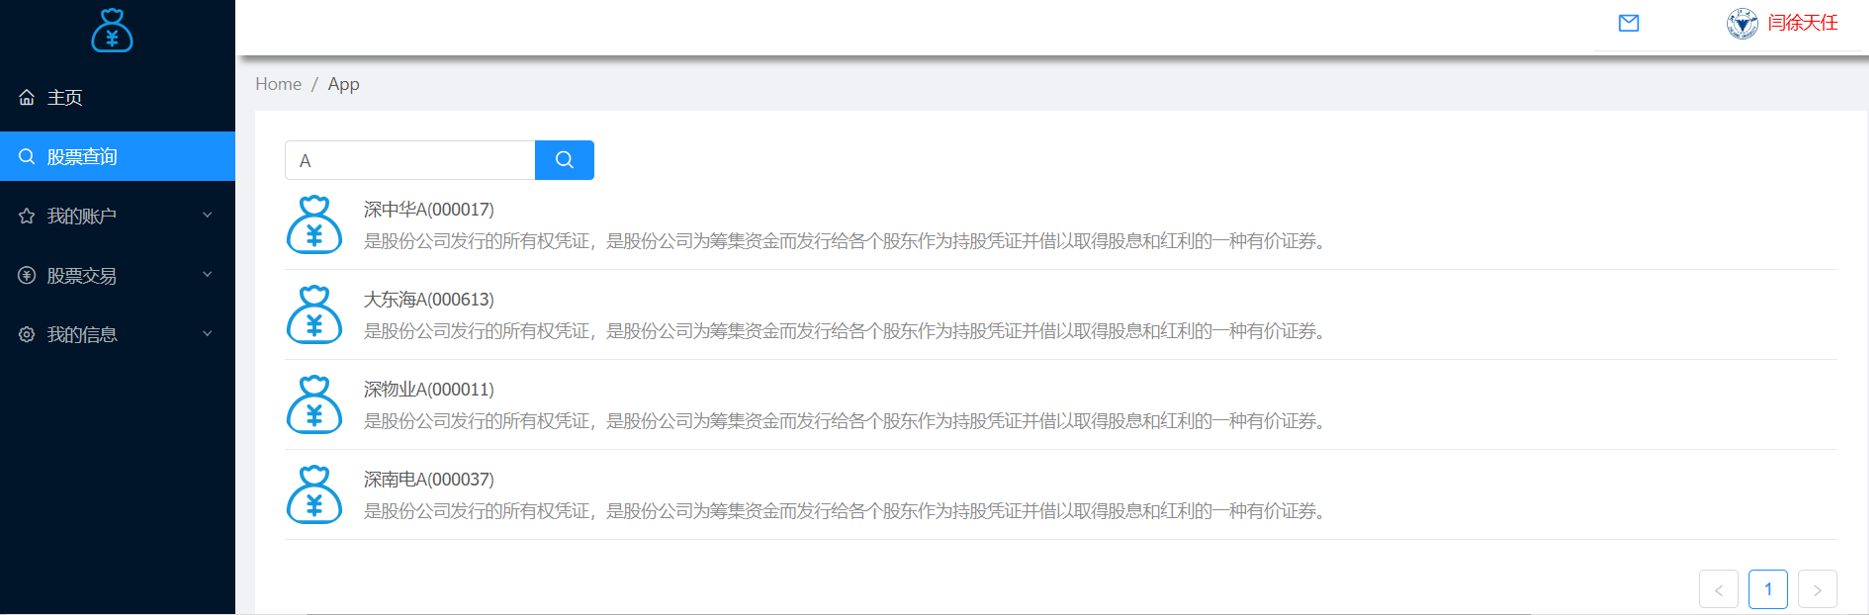 闫徐天任
主页
股票查询
我的账户
股票交易
我的信息
Home / App
A
深中华A(000017)
是股份公司发行的所有权凭证，是股份公司为筹集资金而发行给各个股东作为持股凭证并借以取得股息和红利的一种有价证券。
大东海A(000613)
是股份公司发行的所有权凭证，是股份公司为筹集资金而发行给各个股东作为持股凭证并借以取得股息和红利的一种有价证券。
深物业A(000011)
是股份公司发行的所有权凭证，是股份公司为筹集资金而发行给各个股东作为持股凭证并借以取得股息和红利的一种有价证券。
深南电A(000037)
是股份公司发行的所有权凭证，是股份公司为筹集资金而发行给各个股东作为持股凭证并借以取得股息和红利的一种有价证券。
< 1 >